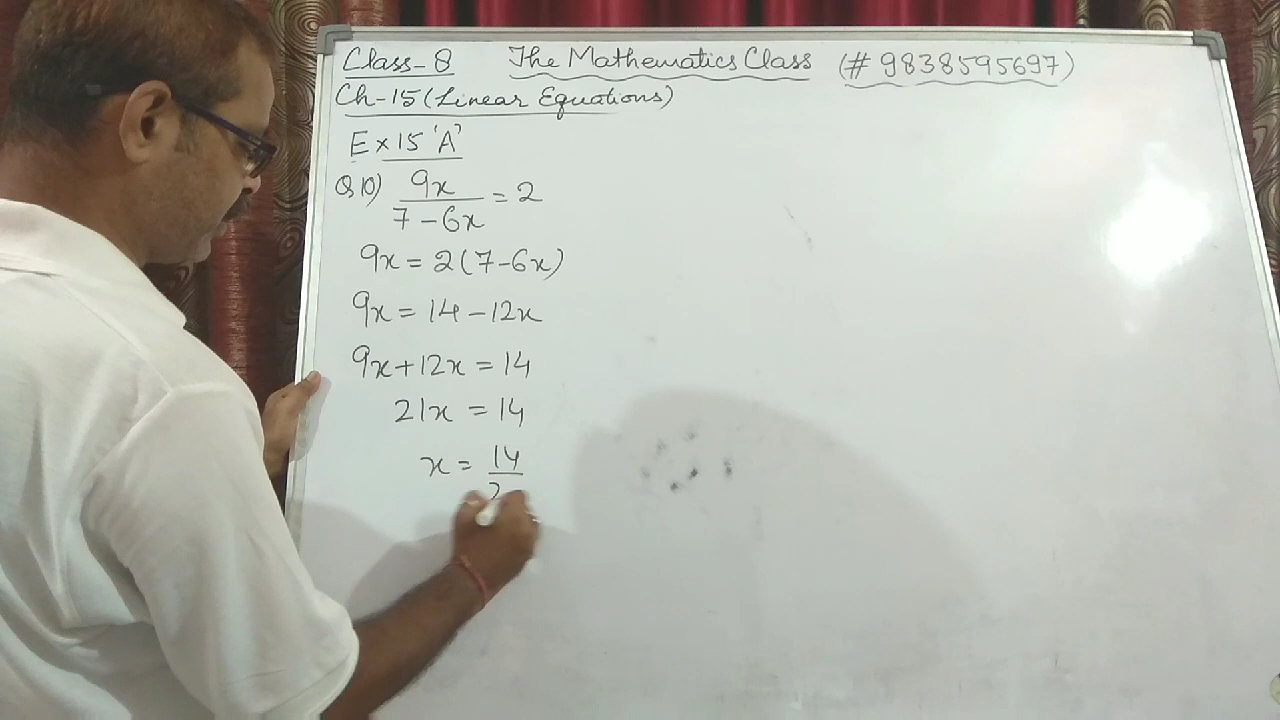 Class-8 The Mathematics Class (# 9838595697)
Ch-15 (Linear Equations)
Ex 15 'A'
Q 10) 9x/(7-6x) = 2
9x = 2(7-6x)
9x = 14-12x
9x+12x = 14
21x = 14
x = 14/2